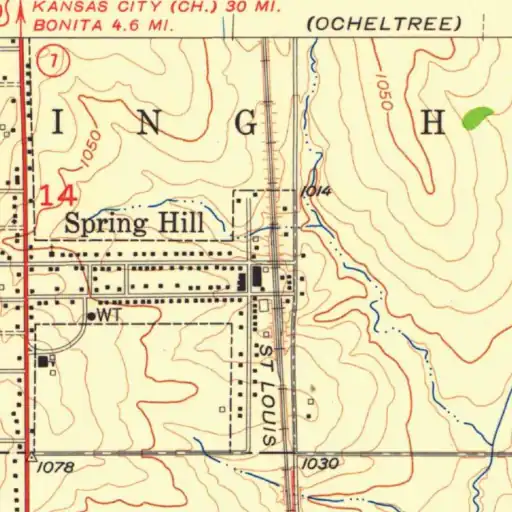 KANSAS CITY (CH.) 30 MI.
BONITA 4.6 MI.
(OCHELTREE)
7
I N G H
1050
1050
14
1014
Spring Hill
WT
ST LOUIS
1078
1030